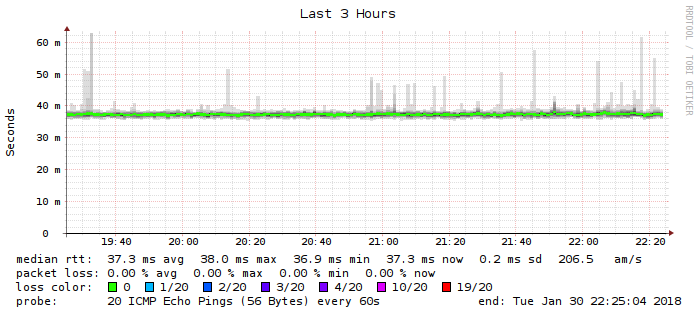 Last 3 Hours
RRDTOOL / TOBI OETIKER
Seconds
60 m
50 m
40 m
30 m
20 m
10 m
0
19:40 20:00 20:20 20:40 21:00 21:20 21:40 22:00 22:20
median rtt: 37.3 ms avg 38.0 ms max 36.9 ms min 37.3 ms now 0.2 ms sd 206.5 am/s
packet loss: 0.00 % avg 0.00 % max 0.00 % min 0.00 % now
loss color: 0 1/20 2/20 3/20 4/20 10/20 19/20
probe: 20 ICMP Echo Pings (56 Bytes) every 60s end: Tue Jan 30 22:25:04 2018